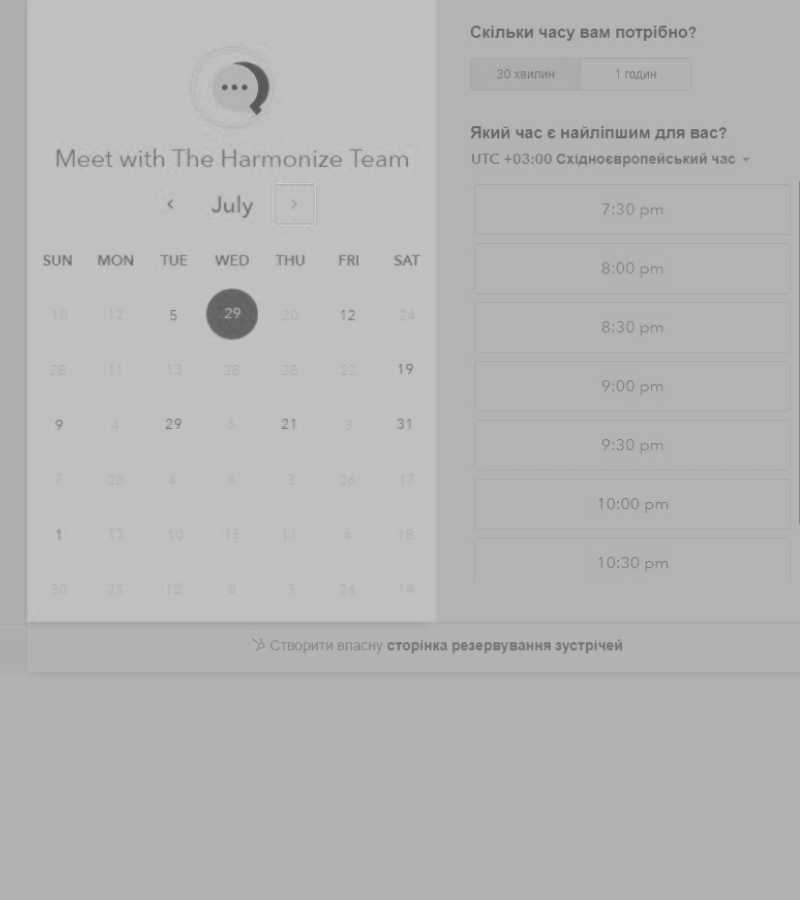 Meet with The Harmonize Team
July
SUN MON TUE WED THU FRI SAT
10 12 5 29 20 12 24
28 11 13 28 28 22 19
9 4 29 6 21 3 31
7 28 6 3 26 17
1 13 10 15 11 6 18
30 25 12 8 3 26 14
Скільки часу вам потрібно?
30 хвилин 1 годин
Який час є найліпшим для вас?
UTC +03:00 Східноєвропейський час
7:30 pm
8:00 pm
8:30 pm
9:00 pm
9:30 pm
10:00 pm
10:30 pm
Створити власну сторінка резервування зустрічей